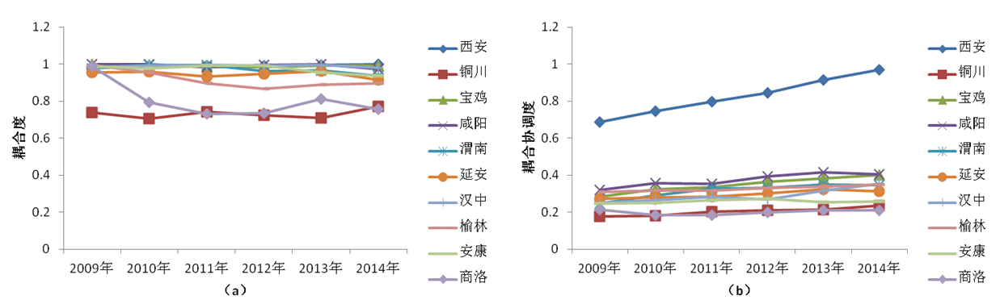 1.2
1
0.8
0.6
0.4
0.2
0
耦合度
2009年 2010年 2011年 2012年 2013年 2014年
(a)
西安
铜川
宝鸡
咸阳
渭南
延安
汉中
榆林
安康
商洛
1.2
1
0.8
0.6
0.4
0.2
0
耦合协调度
2009年 2010年 2011年 2012年 2013年 2014年
(b)
西安
铜川
宝鸡
咸阳
渭南
延安
汉中
榆林
安康
商洛